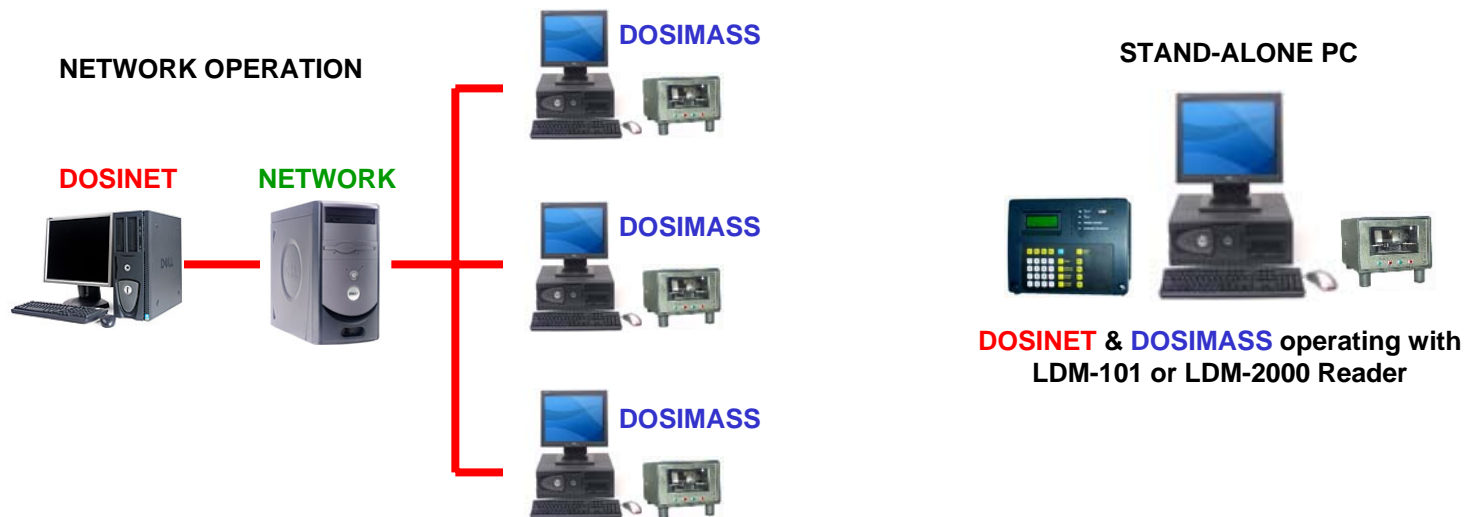 NETWORK OPERATION
DOSINET
NETWORK
DOSIMASS
DOSIMASS
DOSIMASS
STAND-ALONE PC
DOSINET & DOSIMASS operating with
LDM-101 or LDM-2000 Reader